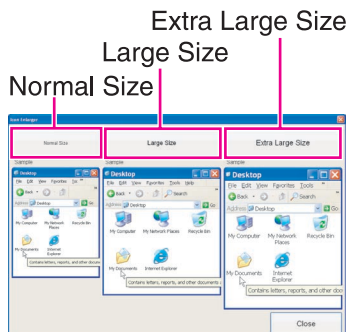 Extra Large Size
Large Size
Normal Size
Icon Enlarger
Normal Size
Large Size
Extra Large Size
Sample
Sample
Sample
Desktop
File Edit View Favorites To
Back
Address Desktop Go
My Computer
My Network Places
Recycle Bin
My Documents
Internet Explorer
Contains letters, reports, and other docum
Desktop
File Edit View Favorites Tools Help
Back Search
Address Desktop Go
My Computer
My Network Places
Recycle Bin
My Documents
Internet Explorer
Contains letters, reports, and other documents
Desktop
File Edit View Favorites Tools
Back Search
Address Desktop Go
My Computer
My Network Places
Recycle Bin
My Documents
Internet Explorer
Contains letters, reports, and other doc
Close